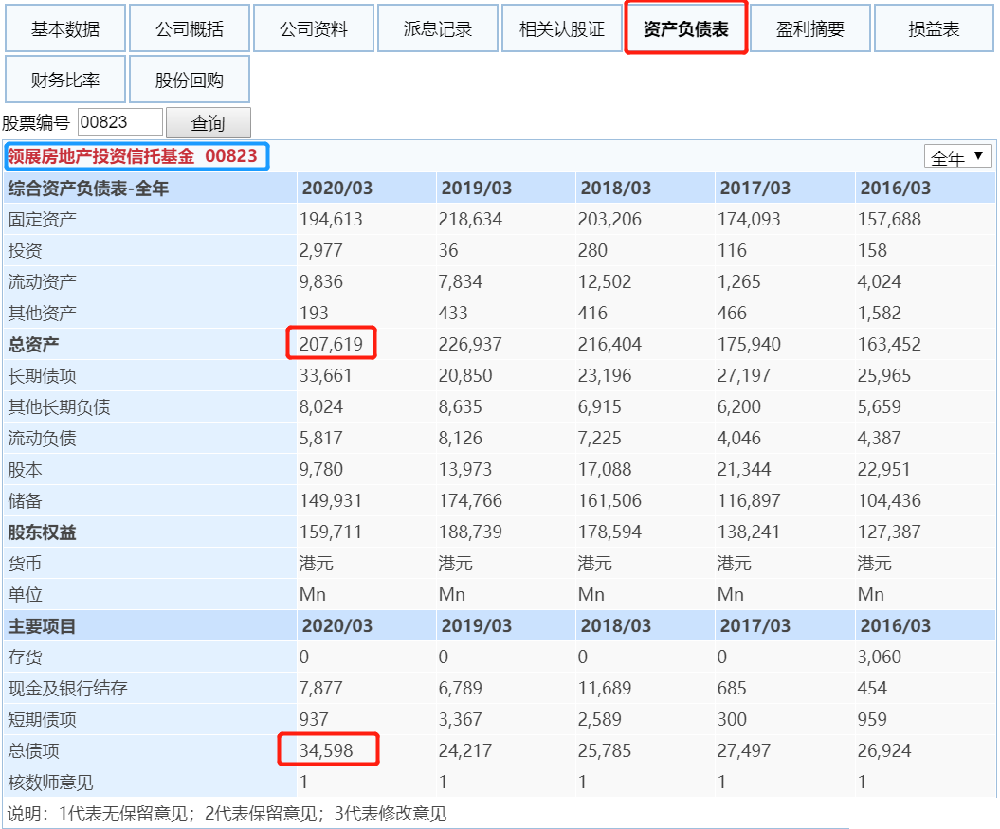 基本数据 公司概括 公司资料 派息记录 相关认股证 资产负债表 盈利摘要 损益表
财务比率 股份回购
股票编号 00823 查询
领展房地产投资信托基金 00823 全年 ▼
综合资产负债表-全年 2020/03 2019/03 2018/03 2017/03 2016/03
固定资产 194,613 218,634 203,206 174,093 157,688
投资 2,977 36 280 116 158
流动资产 9,836 7,834 12,502 1,265 4,024
其他资产 193 433 416 466 1,582
总资产 207,619 226,937 216,404 175,940 163,452
长期债项 33,661 20,850 23,196 27,197 25,965
其他长期负债 8,024 8,635 6,915 6,200 5,659
流动负债 5,817 8,126 7,225 4,046 4,387
股本 9,780 13,973 17,088 21,344 22,951
储备 149,931 174,766 161,506 116,897 104,436
股东权益 159,711 188,739 178,594 138,241 127,387
货币 港元 港元 港元 港元 港元
单位 Mn Mn Mn Mn Mn
主要项目 2020/03 2019/03 2018/03 2017/03 2016/03
存货 0 0 0 0 3,060
现金及银行结存 7,877 6,789 11,689 685 454
短期债项 937 3,367 2,589 300 959
总债项 34,598 24,217 25,785 27,497 26,924
核数师意见 1 1 1 1 1
说明：1代表无保留意见；2代表保留意见；3代表修改意见